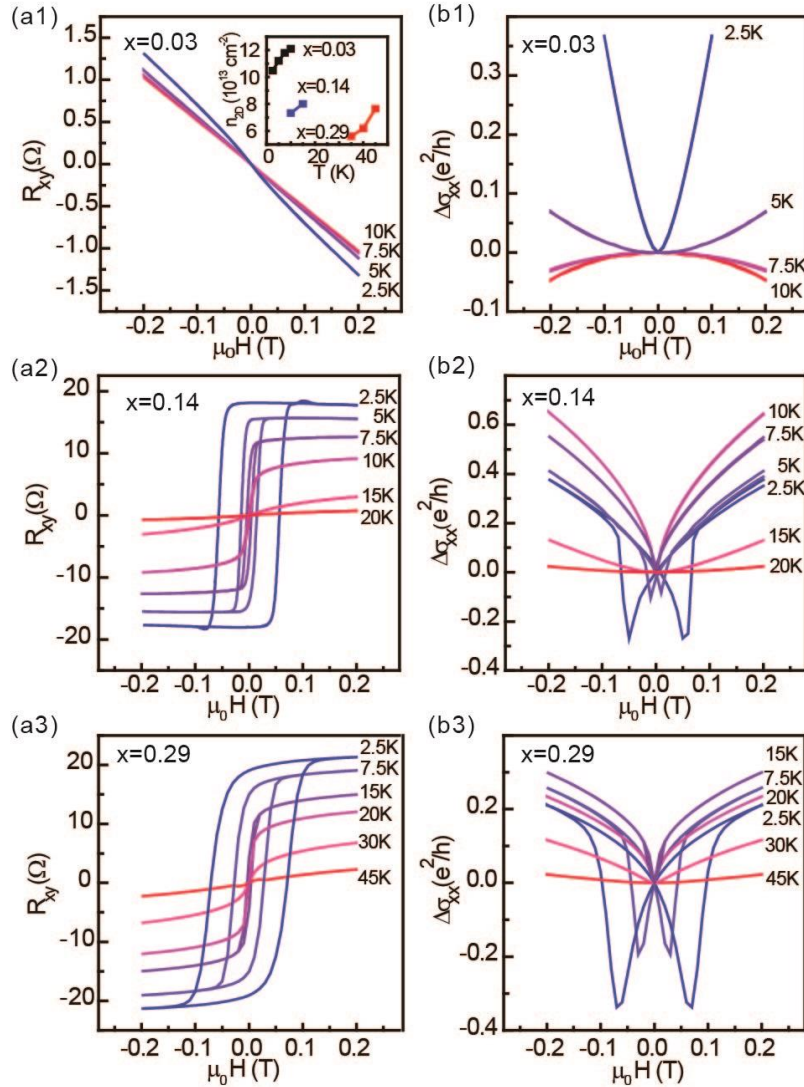 (a1)
x=0.03
R_xy(Ω)
1.5
1.0
0.5
0.0
-0.5
-1.0
-1.5
n_2D (10^13 cm^-2)
12
10
8
6
x=0.03
x=0.14
x=0.29
0 20 40
T (K)
10K
7.5K
5K
2.5K
-0.2 -0.1 0.0 0.1 0.2
μ₀H (T)
(b1)
x=0.03
2.5K
Δσ_xx(e²/h)
0.3
0.2
0.1
0.0
-0.1
5K
7.5K
10K
-0.2 -0.1 0.0 0.1 0.2
μ₀H (T)
(a2)
x=0.14
R_xy(Ω)
20
10
0
-10
-20
2.5K
5K
7.5K
10K
15K
20K
-0.2 -0.1 0.0 0.1 0.2
μ₀H (T)
(b2)
x=0.14
Δσ_xx(e²/h)
0.6
0.4
0.2
0.0
-0.2
-0.4
10K
7.5K
5K
2.5K
15K
20K
-0.2 -0.1 0.0 0.1 0.2
μ₀H (T)
(a3)
x=0.29
R_xy(Ω)
20
10
0
-10
-20
2.5K
7.5K
15K
20K
30K
45K
-0.2 -0.1 0.0 0.1 0.2
μ₀H (T)
(b3)
x=0.29
Δσ_xx(e²/h)
0.2
0.0
-0.2
-0.4
15K
7.5K
20K
2.5K
30K
45K
-0.2 -0.1 0.0 0.1 0.2
μ₀H (T)